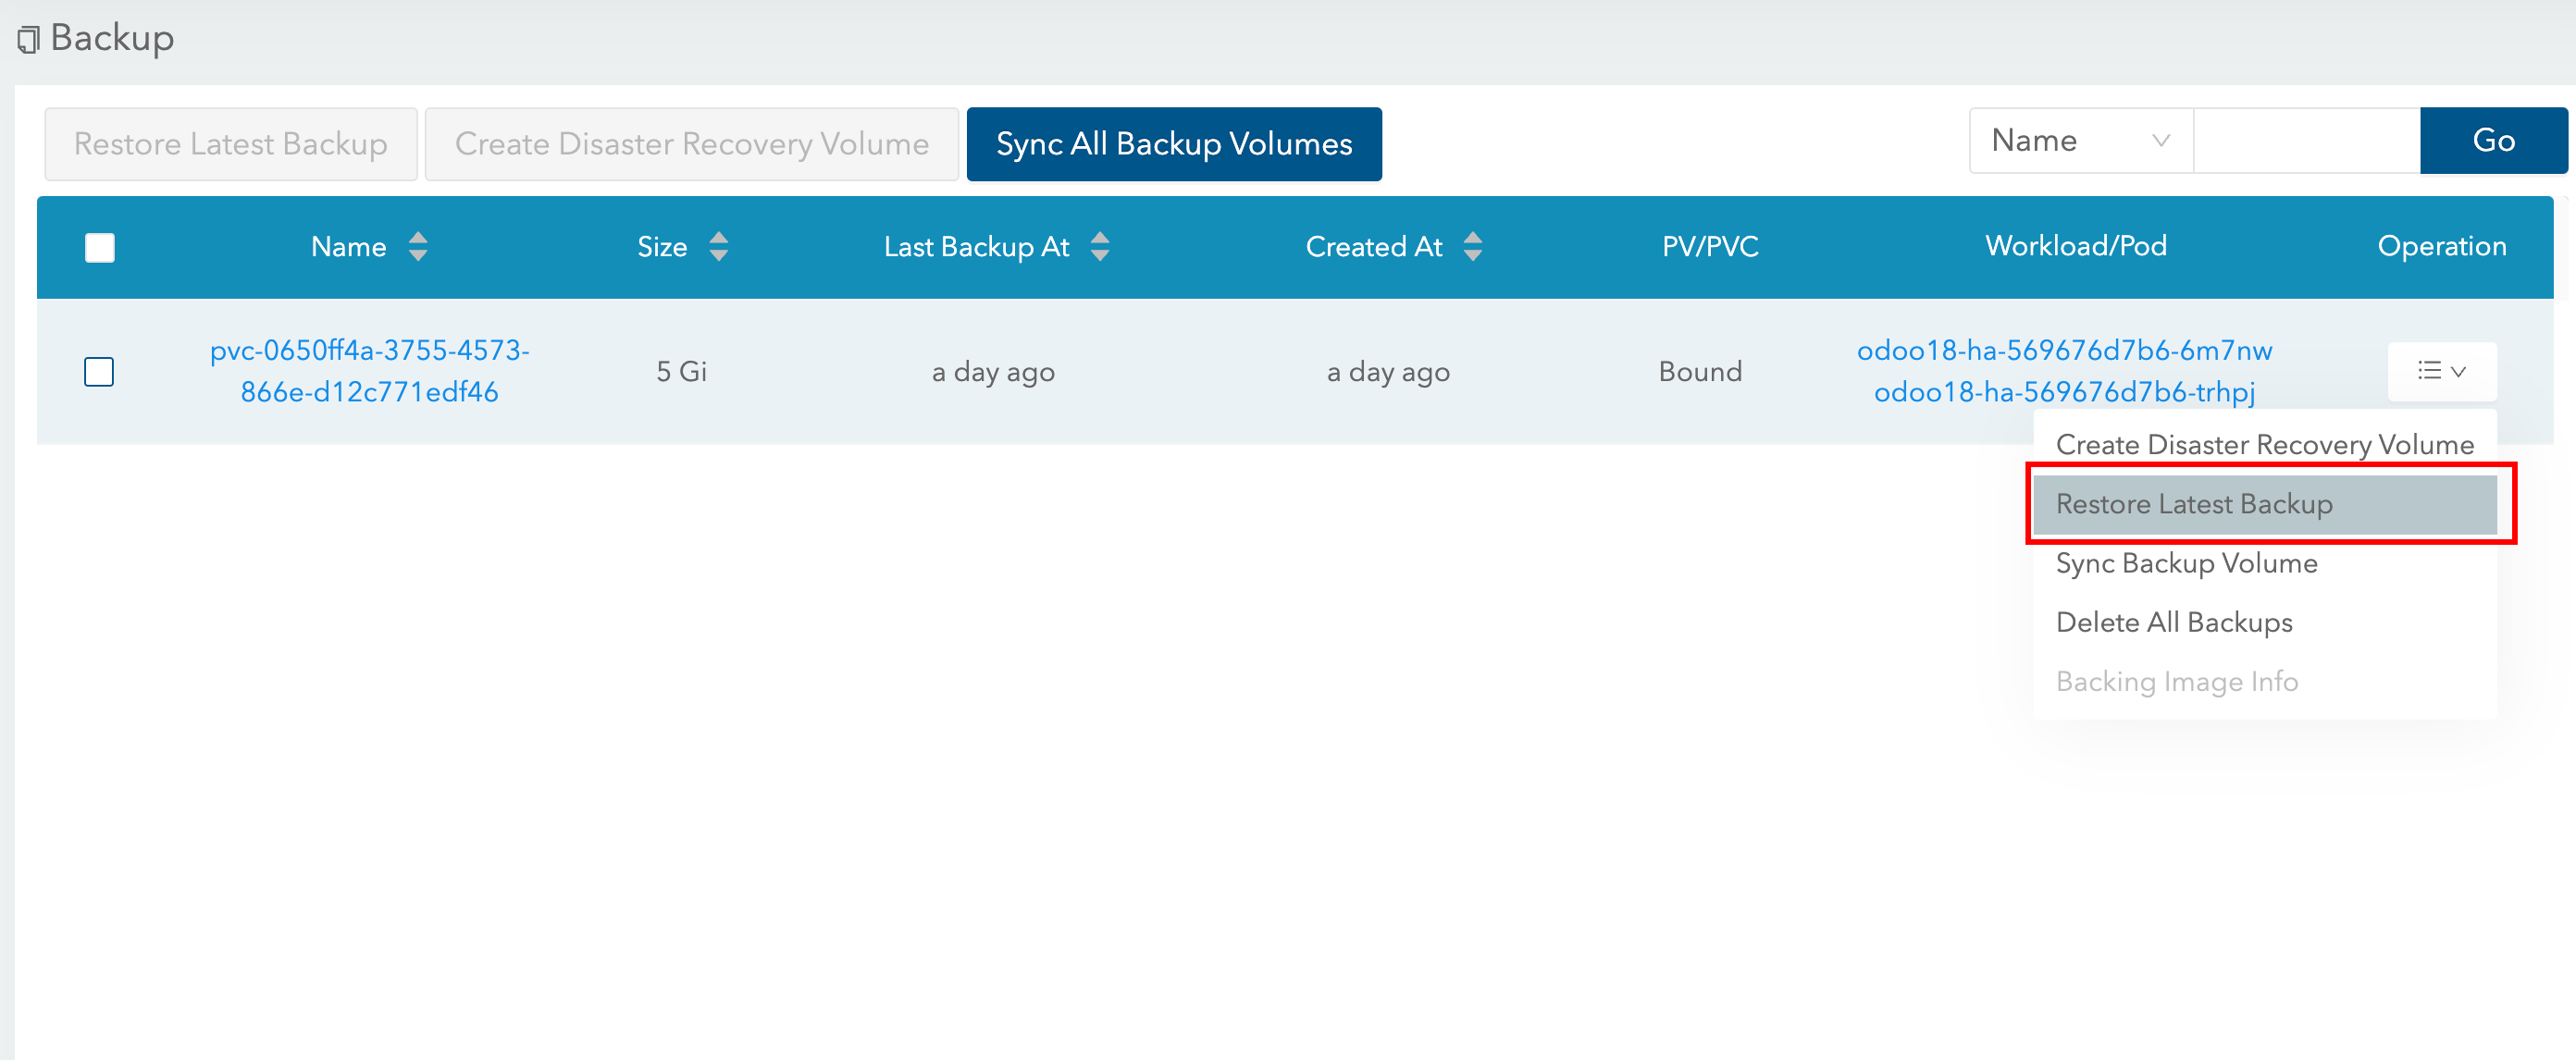 Backup
Restore Latest Backup
Create Disaster Recovery Volume
Sync All Backup Volumes
Name
Go
Name
Size
Last Backup At
Created At
PV/PVC
Workload/Pod
Operation
pvc-0650ff4a-3755-4573-
866e-d12c771edf46
5 Gi
a day ago
a day ago
Bound
odoo18-ha-569676d7b6-6m7nw
odoo18-ha-569676d7b6-trhpj
Create Disaster Recovery Volume
Restore Latest Backup
Sync Backup Volume
Delete All Backups
Backing Image Info